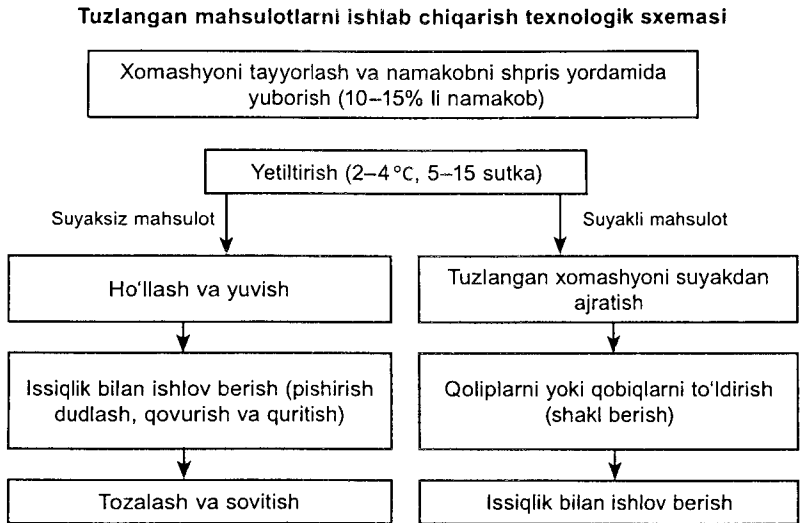 Tuzlangan mahsulotlarni ishlab chiqarish texnologik sxemasi
Xomashyoni tayyorlash va namakobni shpris yordamida
yuborish (10–15% li namakob)
Yetiltirish (2–4 °C, 5–15 sutka)
Suyaksiz mahsulot
Suyakli mahsulot
Ho‘llash va yuvish
Tuzlangan xomashyoni suyakdan
ajratish
Issiqlik bilan ishlov berish (pishirish
dudlash, qovurish va quritish)
Qoliplarni yoki qobiqlarni to‘ldirish
(shakl berish)
Tozalash va sovitish
Issiqlik bilan ishlov berish